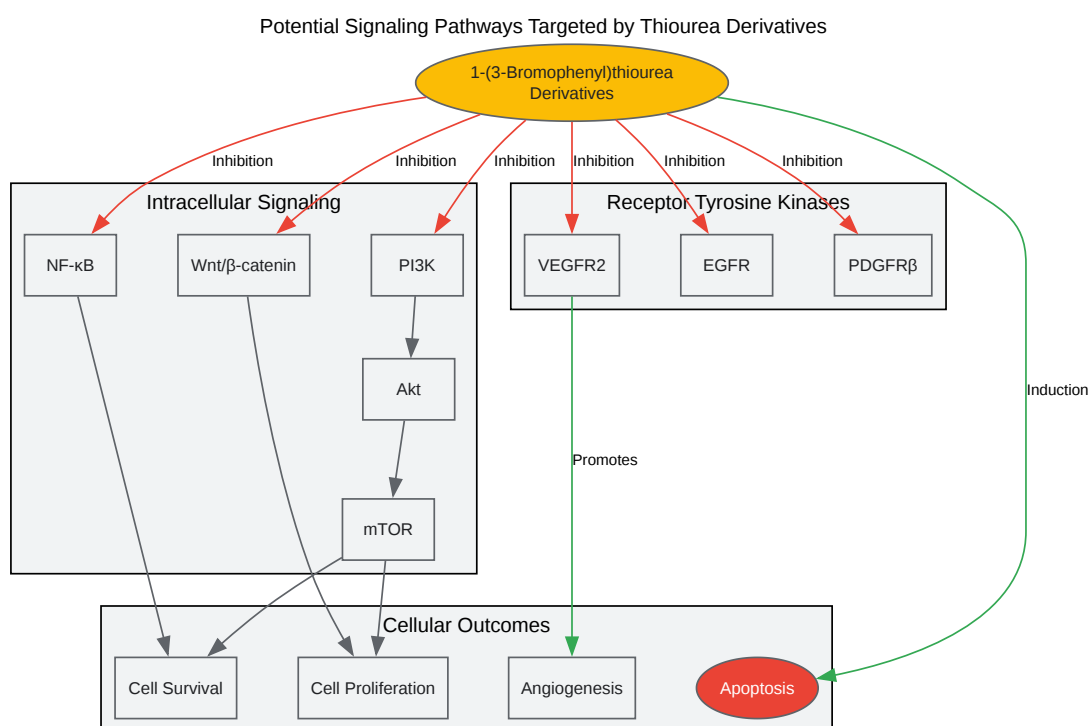 Potential Signaling Pathways Targeted by Thiourea Derivatives
1-(3-Bromophenyl)thiourea
Derivatives
Inhibition
Inhibition
Inhibition
Inhibition
Inhibition
Inhibition
Intracellular Signaling
Receptor Tyrosine Kinases
NF-κB
Wnt/β-catenin
PI3K
VEGFR2
EGFR
PDGFRβ
Akt
Induction
Promotes
mTOR
Cellular Outcomes
Cell Survival
Cell Proliferation
Angiogenesis
Apoptosis